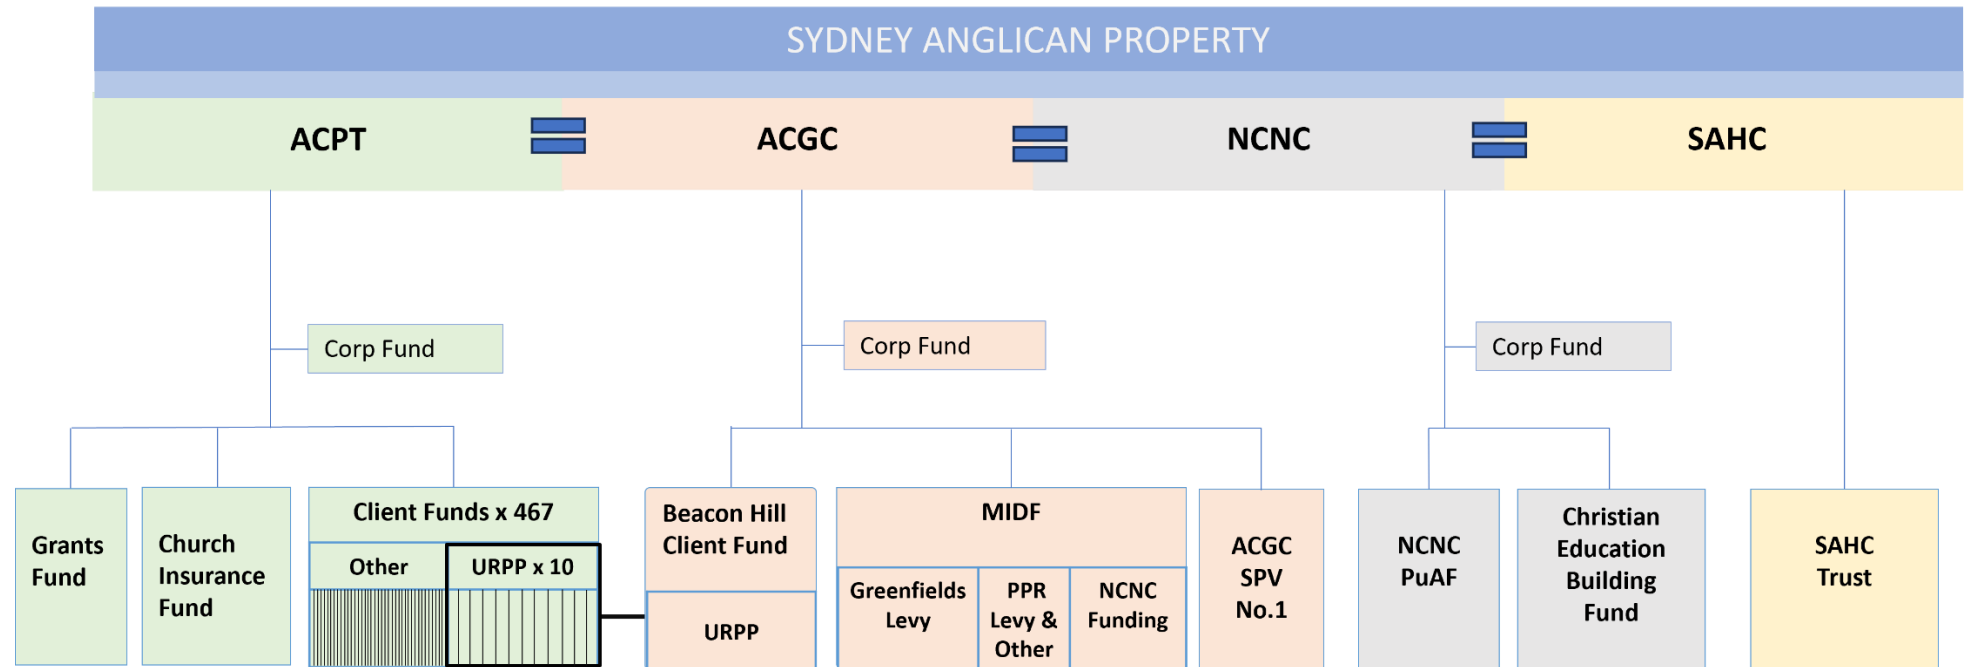 SYDNEY ANGLICAN PROPERTY
ACPT
ACGC
NCNC
SAHC
Corp Fund
Corp Fund
Corp Fund
Grants
Fund
Church
Insurance
Fund
Client Funds x 467
Other
URPP x 10
Beacon Hill
Client Fund
URPP
MIDF
Greenfields
Levy
PPR
Levy &
Other
NCNC
Funding
ACGC
SPV
No.1
NCNC
PuAF
Christian
Education
Building
Fund
SAHC
Trust